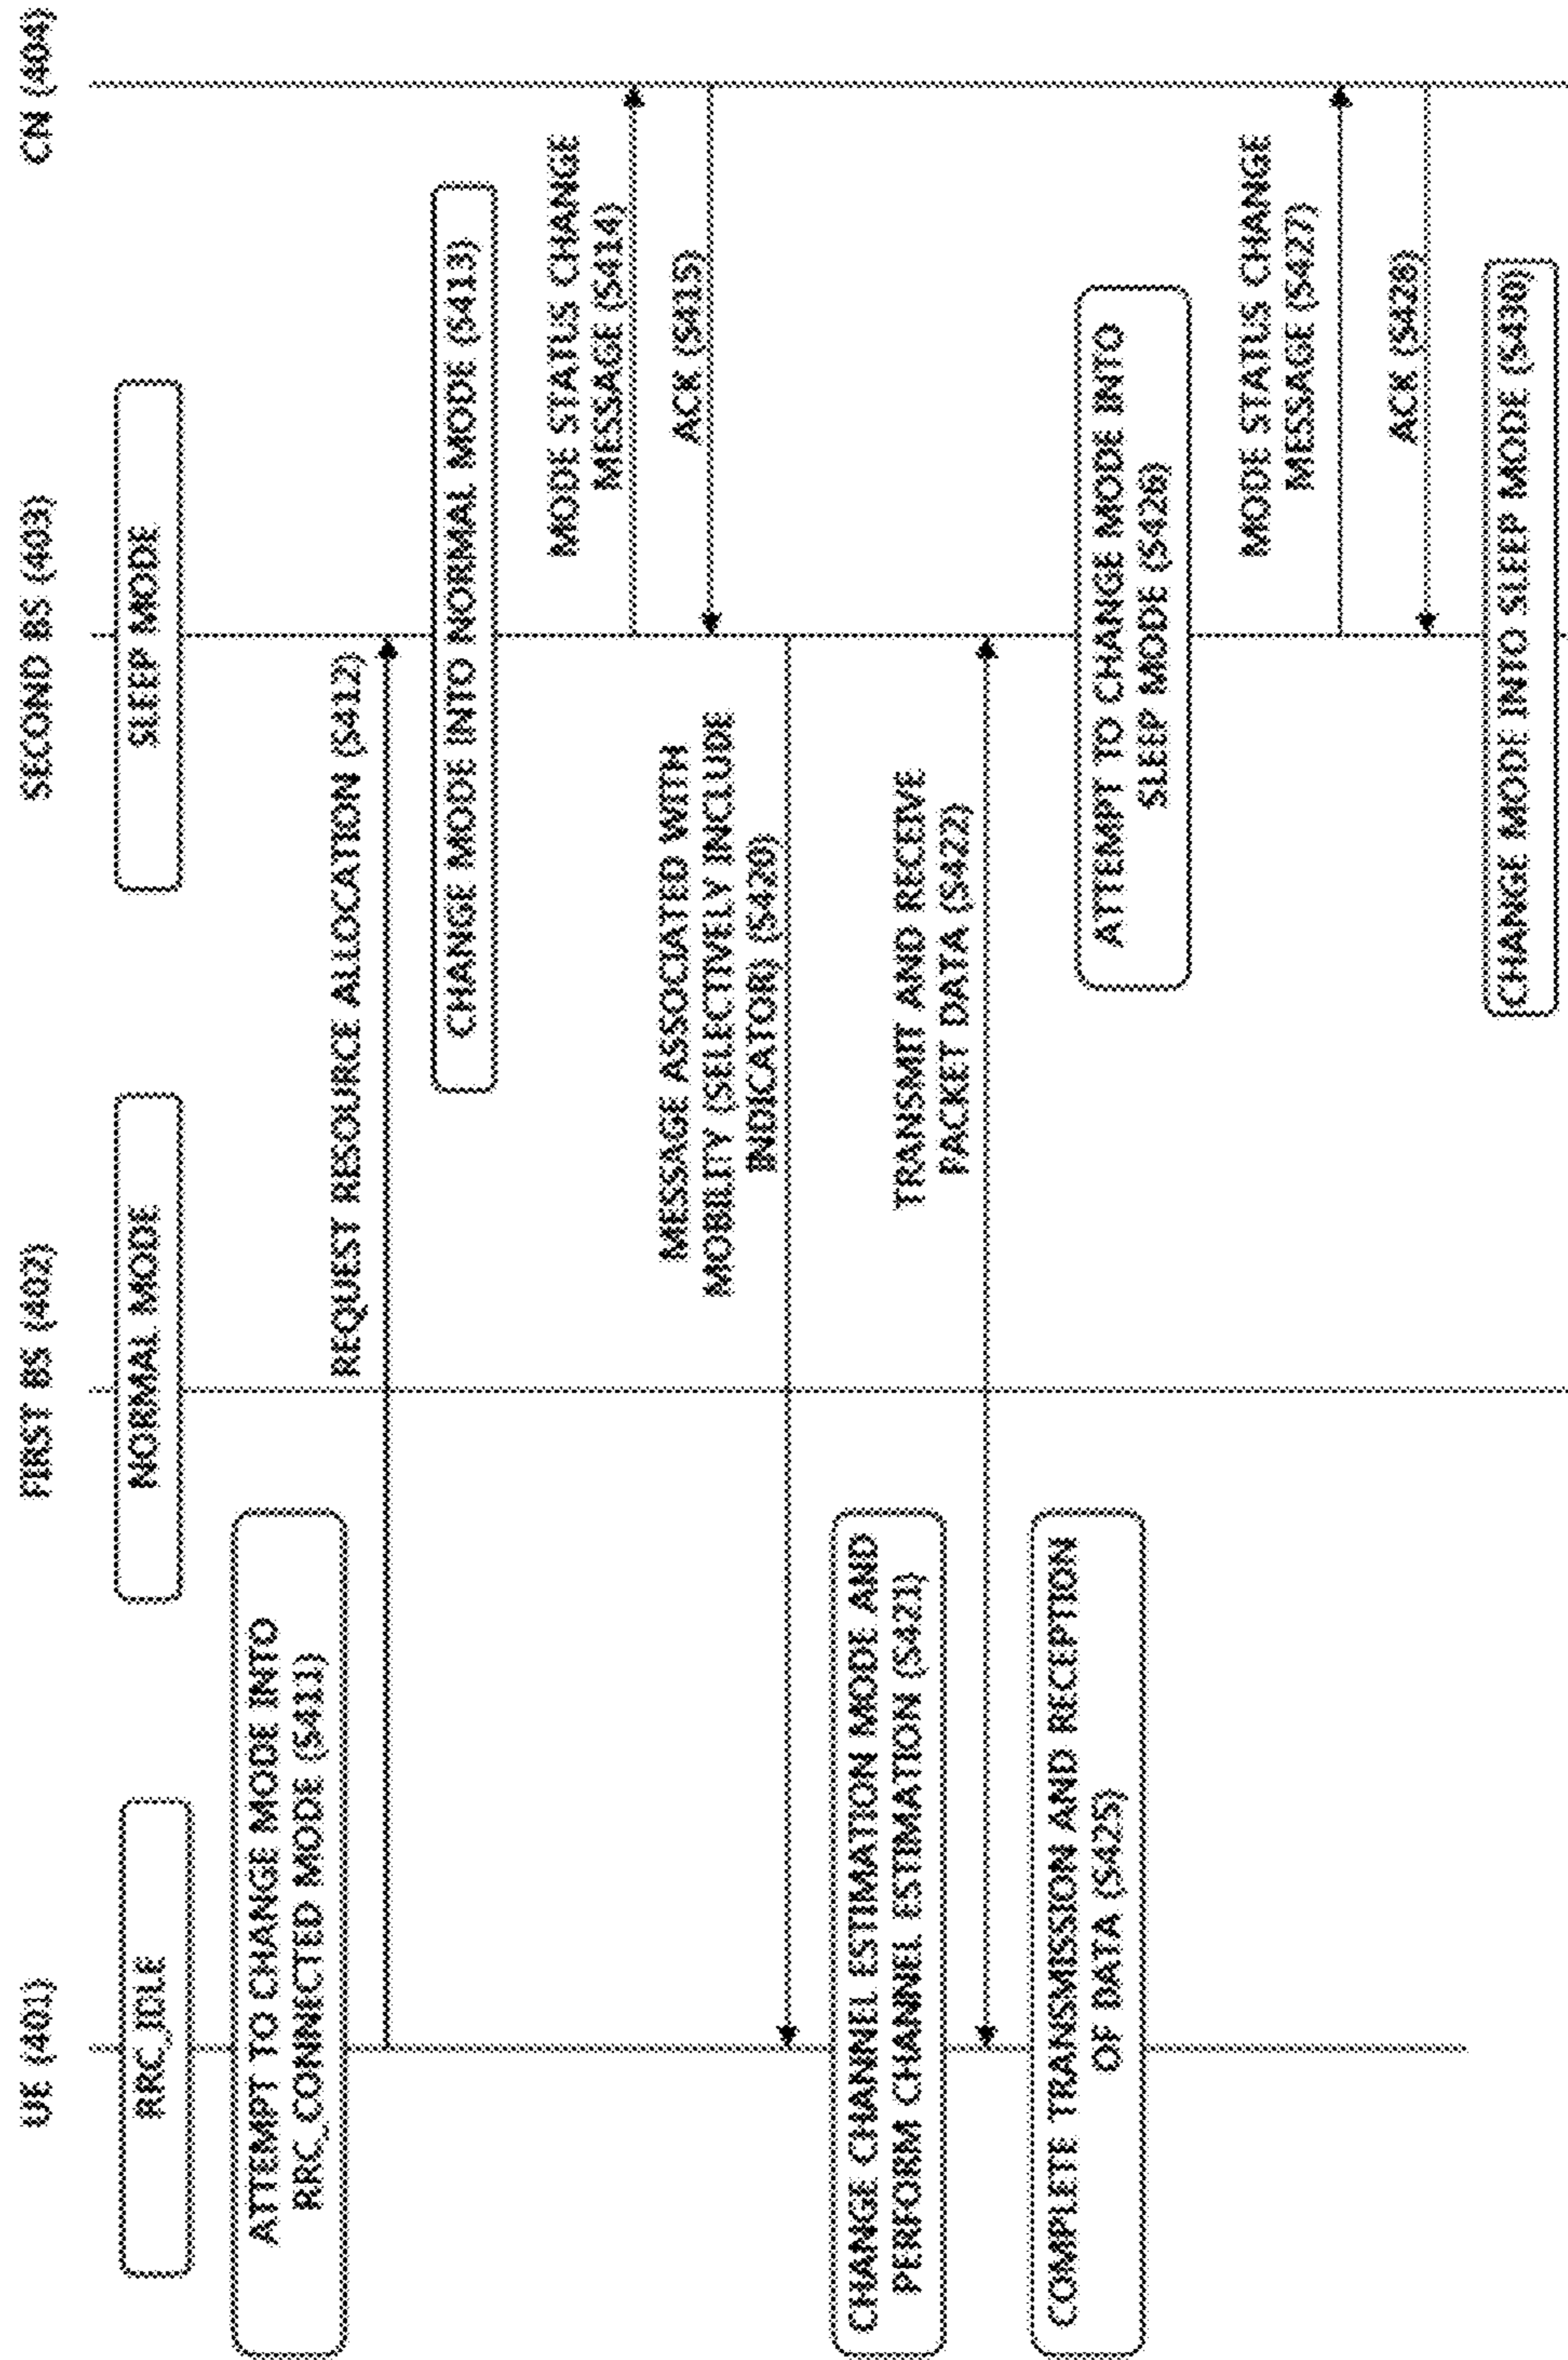 UE (401)
FIRST BS (402)
SECOND BS (403)
CN (404)
RRC_IDLE
NORMAL MODE
SLEEP MODE
ATTEMPT TO CHANGE MODE INTO
RRC_CONNECTED MODE (S411)
REQUEST RESOURCE ALLOCATION (S412)
CHANGE MODE INTO NORMAL MODE (S413)
MODE STATUS CHANGE
MESSAGE (S414)
ACK (S415)
MESSAGE ASSOCIATED WITH
MOBILITY (SELECTIVELY INCLUDE
INDICATOR) (S420)
CHANGE CHANNEL ESTIMATION MODE AND
PERFORM CHANNEL ESTIMATION (S421)
TRANSMIT AND RECEIVE
PACKET DATA (S422)
COMPLETE TRANSMISSION AND RECEPTION
OF DATA (S425)
ATTEMPT TO CHANGE MODE INTO
SLEEP MODE (S426)
MODE STATUS CHANGE
MESSAGE (S427)
ACK (S428)
CHANGE MODE INTO SLEEP MODE (S430)